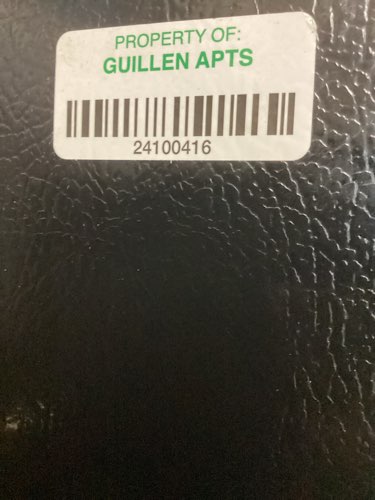 PROPERTY OF:
GUILLEN APTS
24100416